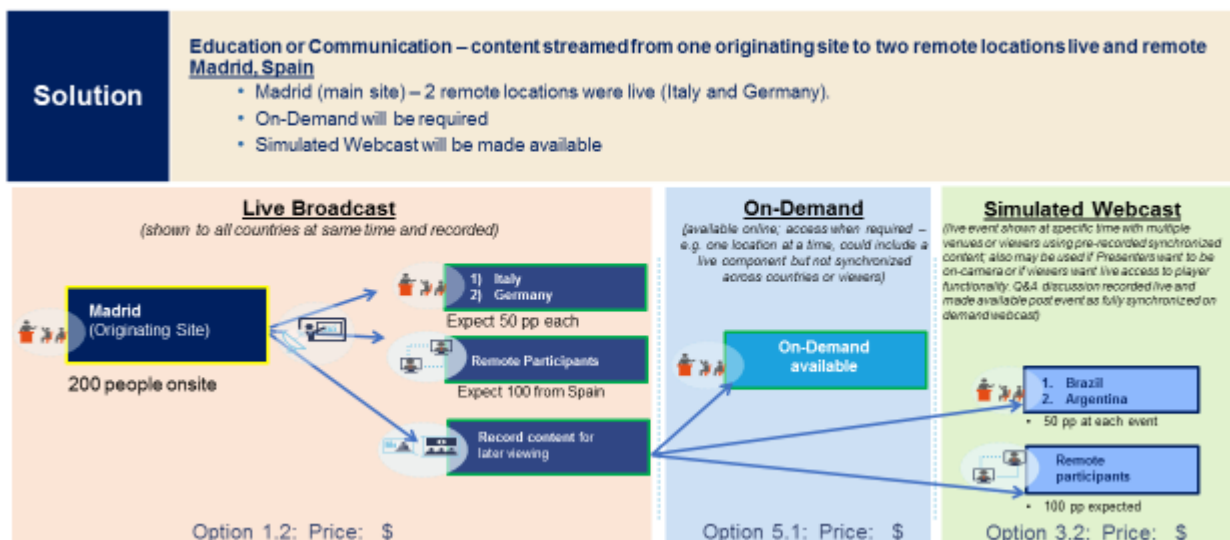 Solution
Education or Communication – content streamed from one originating site to two remote locations live and remote
Madrid, Spain
• Madrid (main site) – 2 remote locations were live (Italy and Germany).
• On-Demand will be required
• Simulated Webcast will be made available
Live Broadcast
(shown to all countries at same time and recorded)
Madrid
(Originating Site)
200 people onsite
1) Italy
2) Germany
Expect 50 pp each
Remote Participants
Expect 100 from Spain
Record content for
later viewing
Option 1.2: Price: $
On-Demand
(available online; access when required –
e.g. one location at a time, could include a
live component but not synchronized
across countries or viewers)
On-Demand
available
Option 5.1: Price: $
Simulated Webcast
(live event shown at specific time with multiple
venues or viewers using pre-recorded synchronized
content; also may be used if Presenters want to be
on-camera or if viewers want live access to player
functionality. Q&A discussion recorded live and
made available post event as fully synchronized on
demand webcast)
1. Brazil
2. Argentina
• 50 pp at each event
Remote
participants
• 100 pp expected
Option 3.2: Price: $